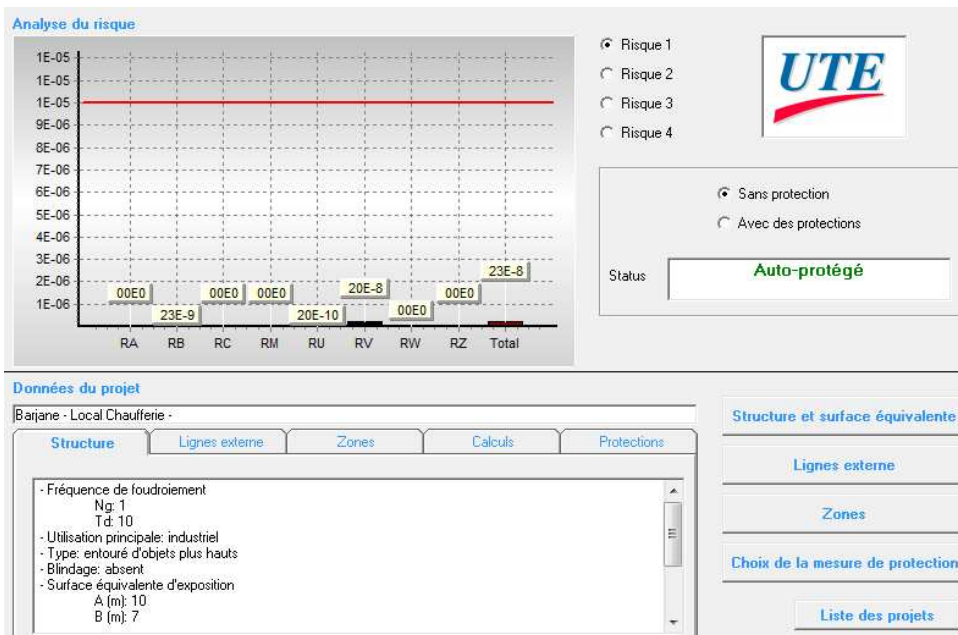 Analyse du risque
1E-05
1E-05
1E-05
9E-06
8E-06
7E-06
6E-06
5E-06
4E-06
3E-06
2E-06
1E-06
00E0
23E-9
00E0
00E0
20E-10
20E-8
00E0
00E0
23E-8
RA RB RC RM RU RV RW RZ Total
Risque 1
Risque 2
Risque 3
Risque 4
UTE
Sans protection
Avec des protections
Status Auto-protégé
Données du projet
Barjane - Local Chaufferie -
Structure Lignes externe Zones Calculs Protections
- Fréquence de foudroiement
Ng: 1
Td: 10
- Utilisation principale: industriel
- Type: entouré d'objets plus hauts
- Blindage: absent
- Surface équivalente d'exposition
A (m): 10
B (m): 7
Structure et surface équivalente
Lignes externe
Zones
Choix de la mesure de protection
Liste des projets